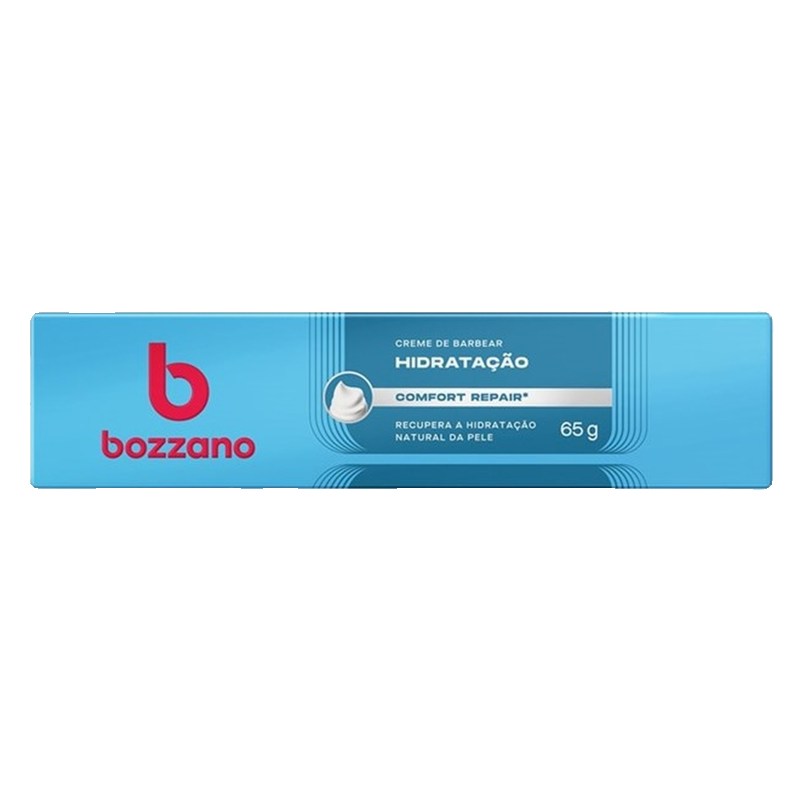 bozzano
CREME DE BARBEAR
HIDRATAÇÃO
COMFORT REPAIR*
RECUPERA A HIDRATAÇÃO
NATURAL DA PELE
65 g